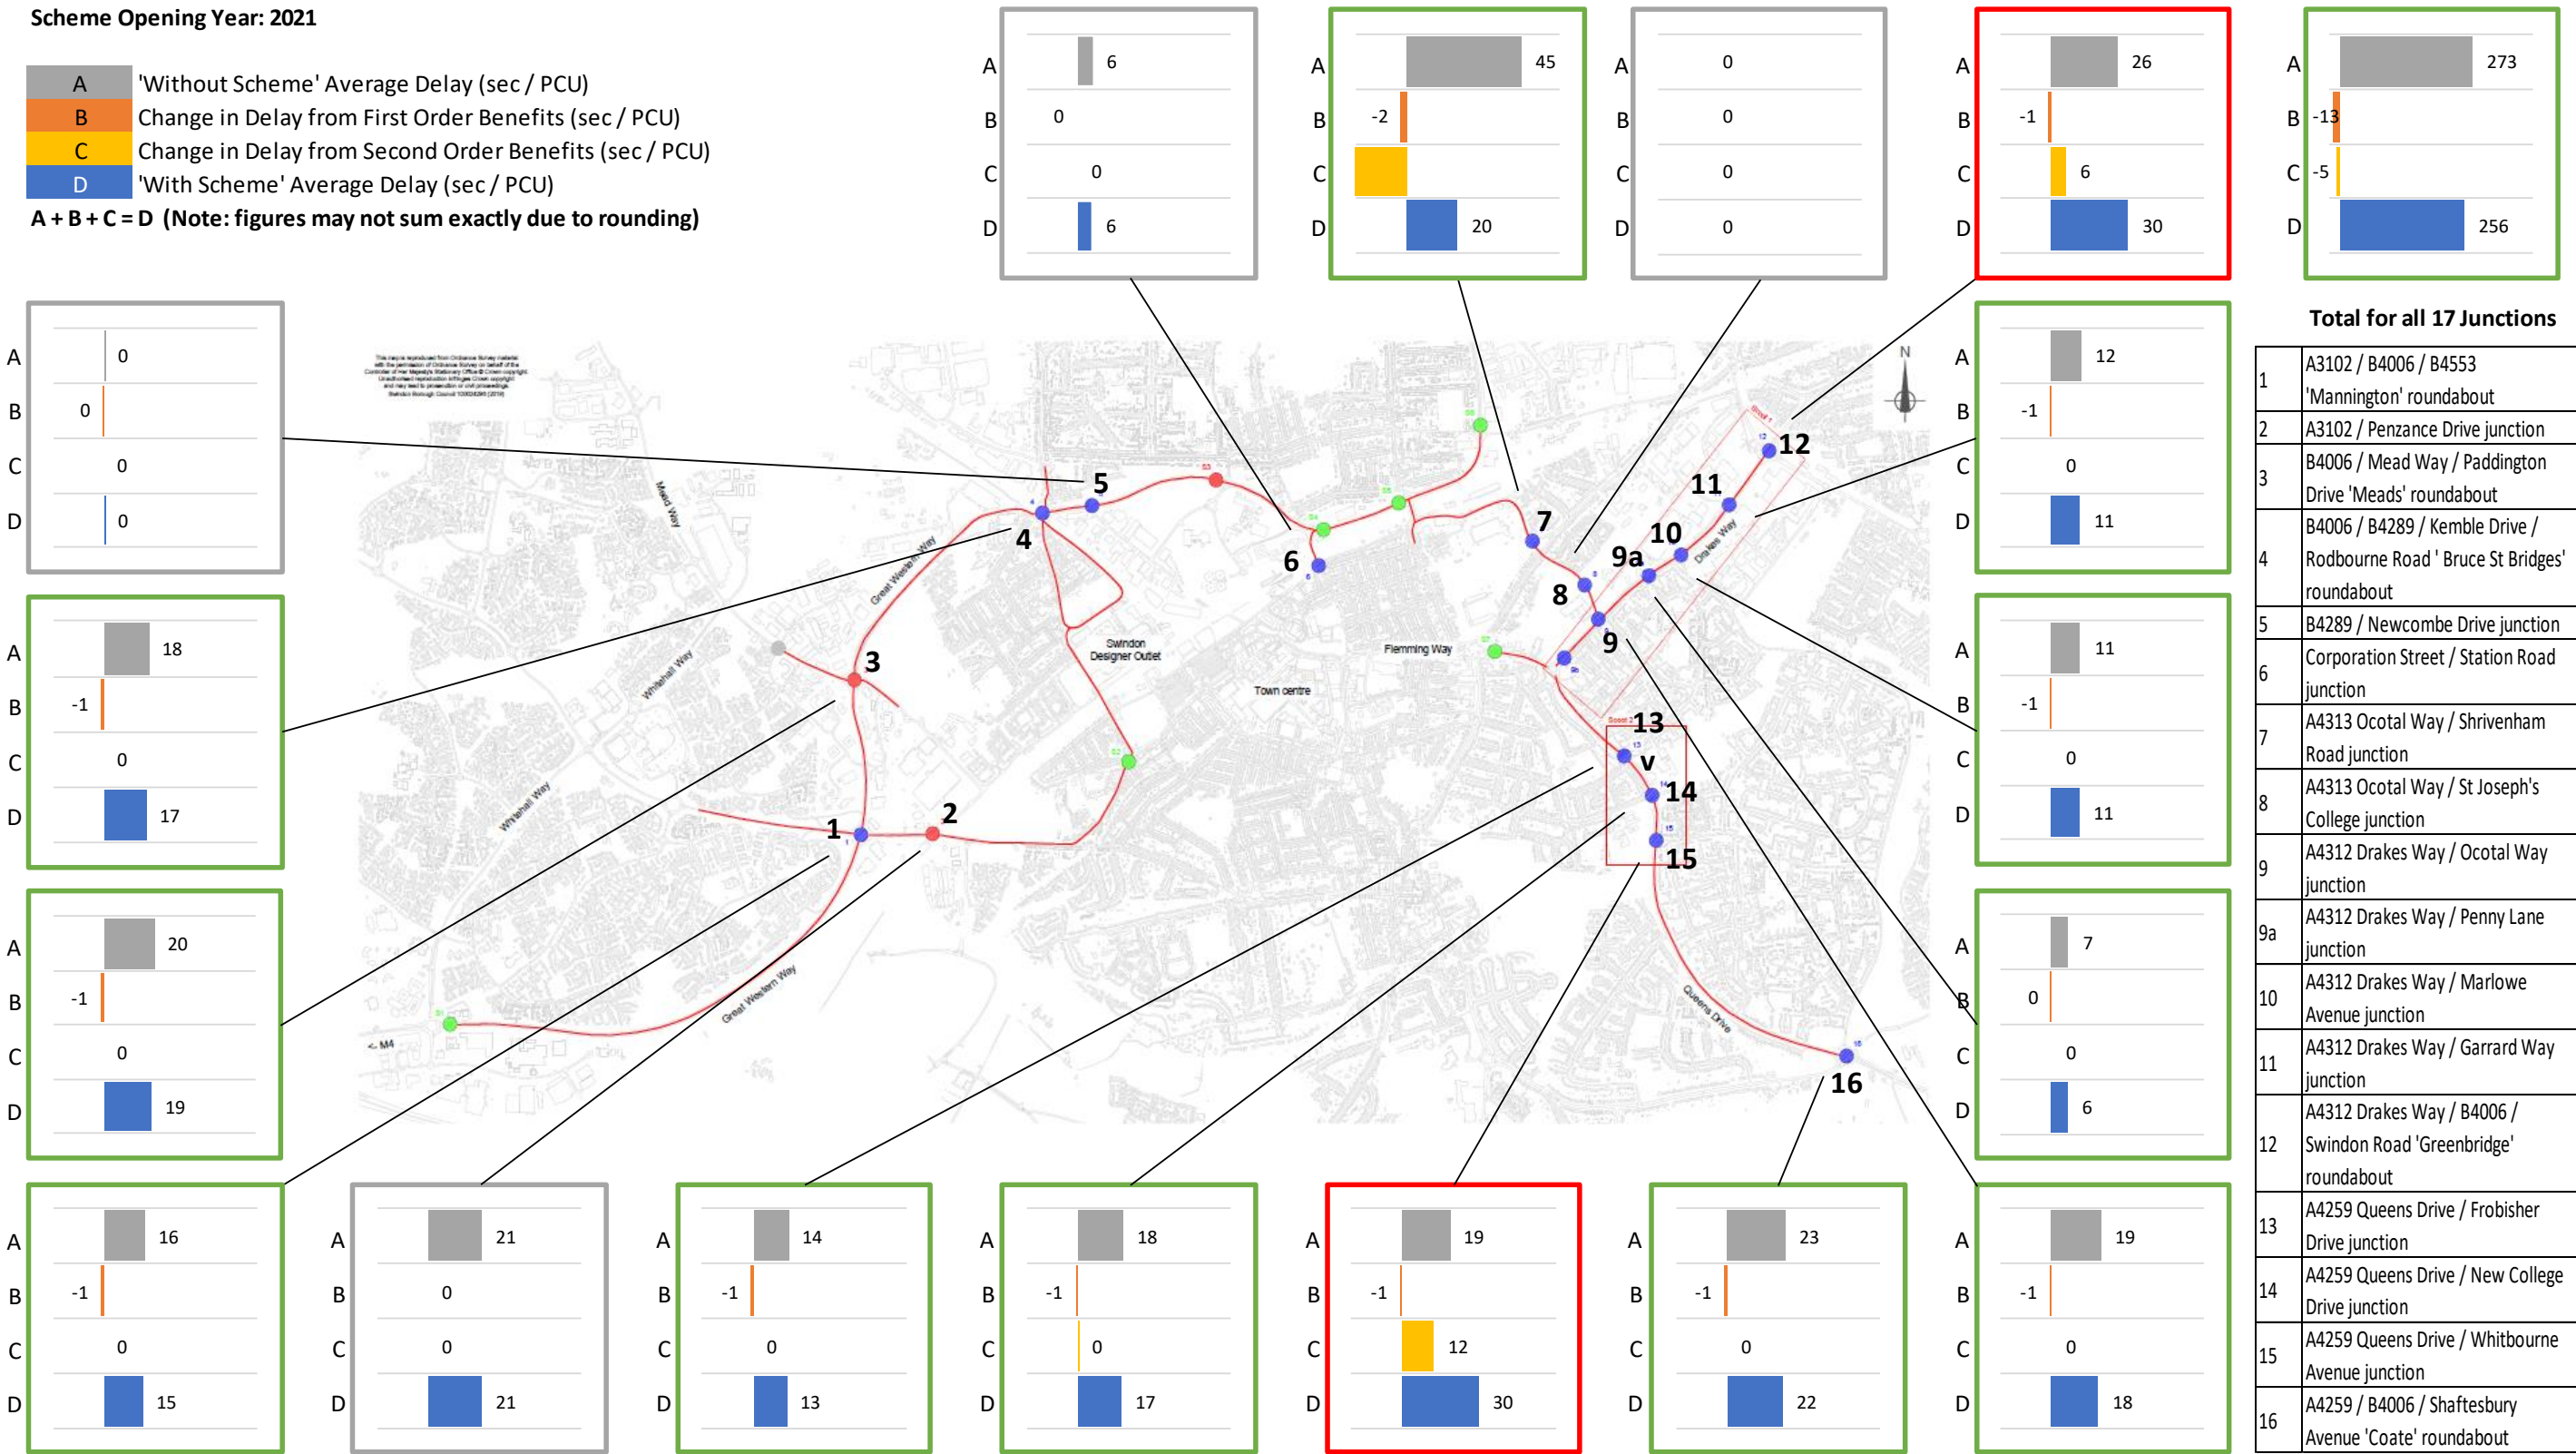 Scheme Opening Year: 2021
A 'Without Scheme' Average Delay (sec / PCU)
B Change in Delay from First Order Benefits (sec / PCU)
C Change in Delay from Second Order Benefits (sec / PCU)
D 'With Scheme' Average Delay (sec / PCU)
A + B + C = D (Note: figures may not sum exactly due to rounding)
A 6
B 0
C 0
D 6
A 45
B -2
C
D 20
A 0
B 0
C 0
D 0
A 26
B -1
C 6
D 30
A 273
B -13
C -5
D 256
Total for all 17 Junctions
A 0
B 0
C 0
D 0
A 18
B -1
C 0
D 17
A 20
B -1
C 0
D 19
A 16
B -1
C 0
D 15
A 21
B 0
C 0
D 21
A 14
B -1
C 0
D 13
A 18
B -1
C 0
D 17
A 19
B -1
C 12
D 30
A 23
B -1
C 0
D 22
A 19
B -1
C 0
D 18
A 12
B -1
C 0
D 11
A 11
B -1
C 0
D 11
A 7
B 0
C 0
D 6
N
Mead Way
Great Western Way
Whitehall Way
Whitehall Way
Great Western Way
<- M4
Swindon
Designer Outlet
Town centre
Flemming Way
Drakes Way
Queens Drive
Scoot 1
Scoot 2
1
2
3
4
5
6
7
8
9
9a
10
11
12
13
v
14
15
16
1 A3102 / B4006 / B4553
'Mannington' roundabout
2 A3102 / Penzance Drive junction
3 B4006 / Mead Way / Paddington
Drive 'Meads' roundabout
4 B4006 / B4289 / Kemble Drive /
Rodbourne Road ' Bruce St Bridges'
roundabout
5 B4289 / Newcombe Drive junction
6 Corporation Street / Station Road
junction
7 A4313 Ocotal Way / Shrivenham
Road junction
8 A4313 Ocotal Way / St Joseph's
College junction
9 A4312 Drakes Way / Ocotal Way
junction
9a A4312 Drakes Way / Penny Lane
junction
10 A4312 Drakes Way / Marlowe
Avenue junction
11 A4312 Drakes Way / Garrard Way
junction
12 A4312 Drakes Way / B4006 /
Swindon Road 'Greenbridge'
roundabout
13 A4259 Queens Drive / Frobisher
Drive junction
14 A4259 Queens Drive / New College
Drive junction
15 A4259 Queens Drive / Whitbourne
Avenue junction
16 A4259 / B4006 / Shaftesbury
Avenue 'Coate' roundabout